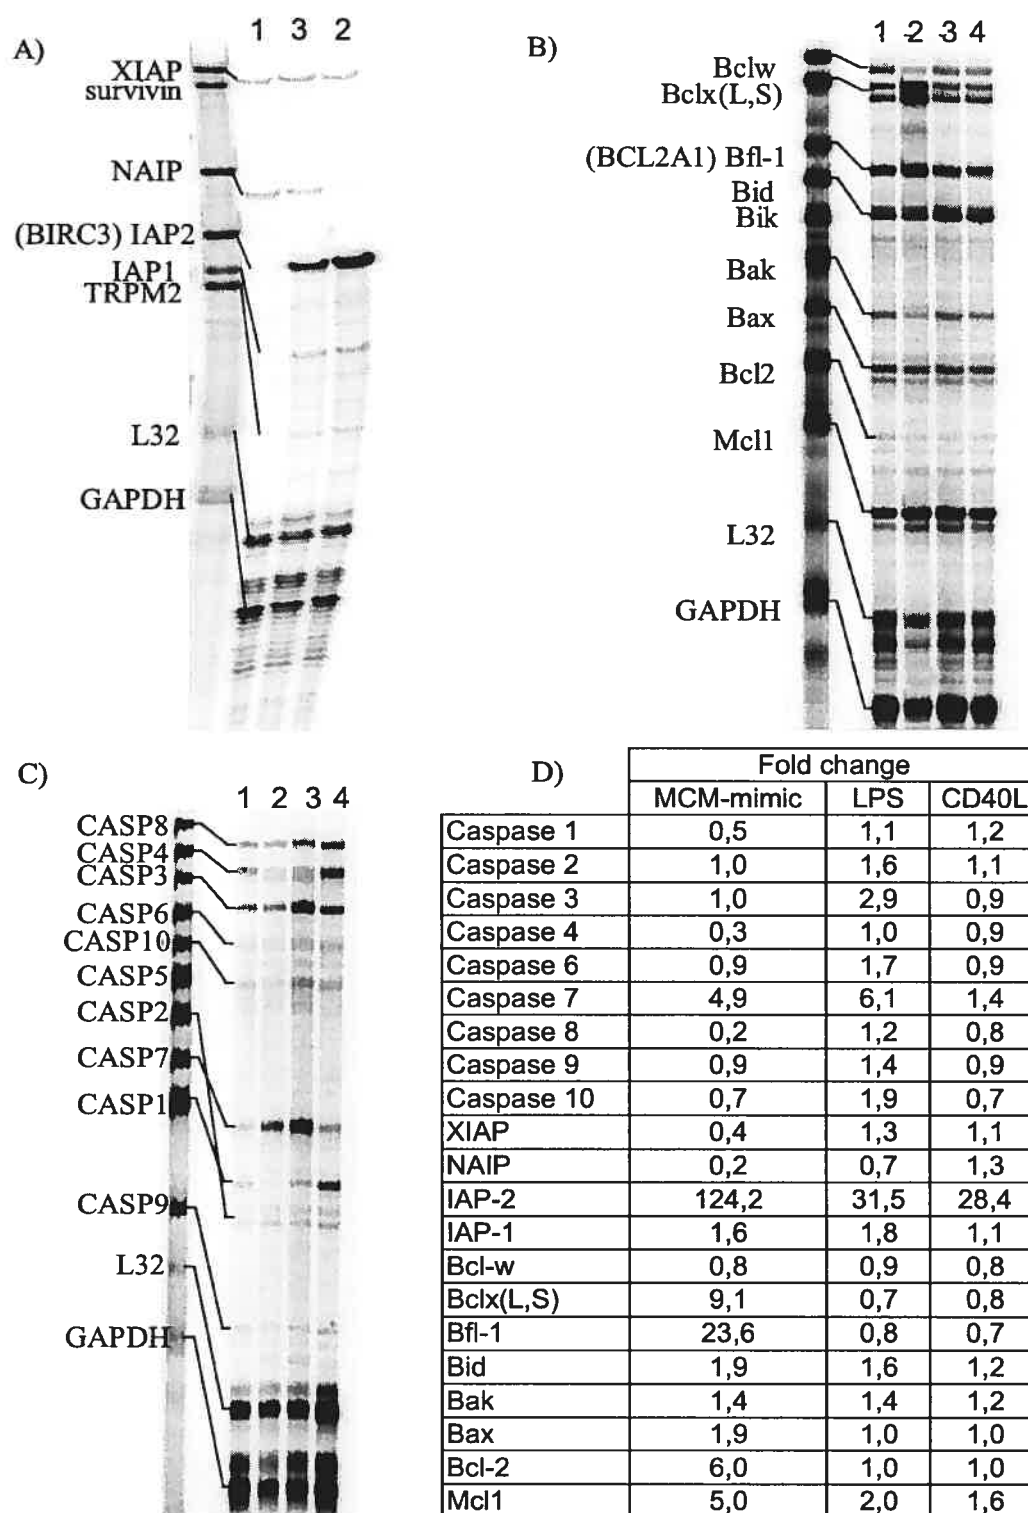 A)
1 3 2
XIAP
survivin
NAIP
(BIRC3) IAP2
IAP1
TRPM2
L32
GAPDH
B)
1 2 3 4
Bclw
Bclx(L,S)
(BCL2A1) Bfl-1
Bid
Bik
Bak
Bax
Bcl2
Mcl1
L32
GAPDH
C)
1 2 3 4
CASP8
CASP4
CASP3
CASP6
CASP10
CASP5
CASP2
CASP7
CASP1
CASP9
L32
GAPDH
D)
Fold change
MCM-mimic LPS CD40L
Caspase 1 0,5 1,1 1,2
Caspase 2 1,0 1,6 1,1
Caspase 3 1,0 2,9 0,9
Caspase 4 0,3 1,0 0,9
Caspase 6 0,9 1,7 0,9
Caspase 7 4,9 6,1 1,4
Caspase 8 0,2 1,2 0,8
Caspase 9 0,9 1,4 0,9
Caspase 10 0,7 1,9 0,7
XIAP 0,4 1,3 1,1
NAIP 0,2 0,7 1,3
IAP-2 124,2 31,5 28,4
IAP-1 1,6 1,8 1,1
Bcl-w 0,8 0,9 0,8
Bclx(L,S) 9,1 0,7 0,8
Bfl-1 23,6 0,8 0,7
Bid 1,9 1,6 1,2
Bak 1,4 1,4 1,2
Bax 1,9 1,0 1,0
Bcl-2 6,0 1,0 1,0
Mcl1 5,0 2,0 1,6